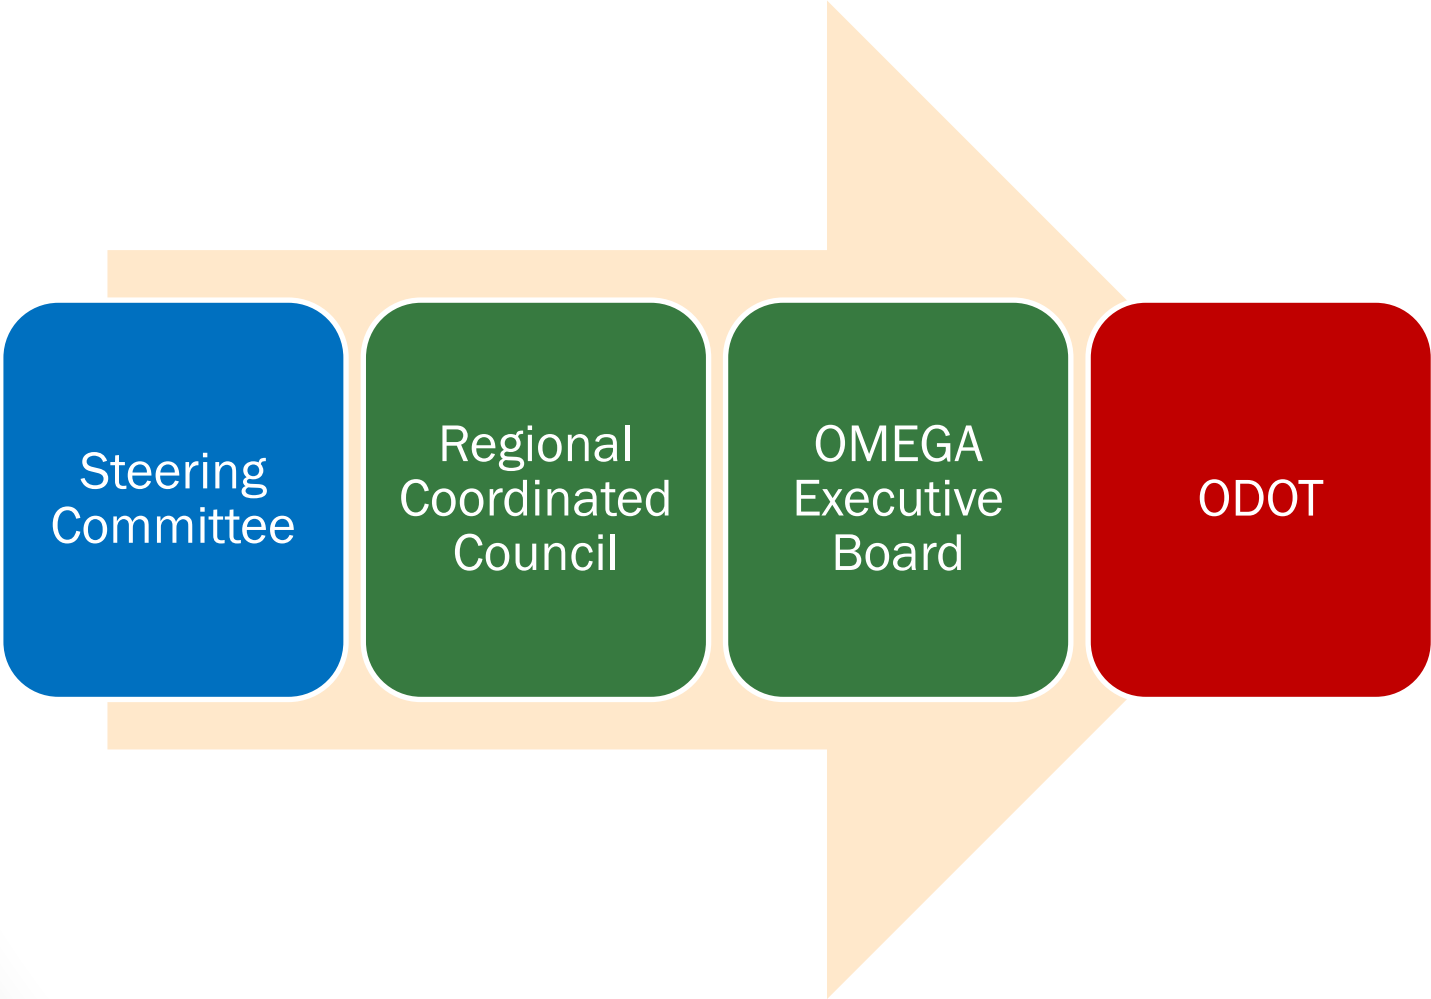 Steering
Committee
Regional
Coordinated
Council
OMEGA
Executive
Board
ODOT